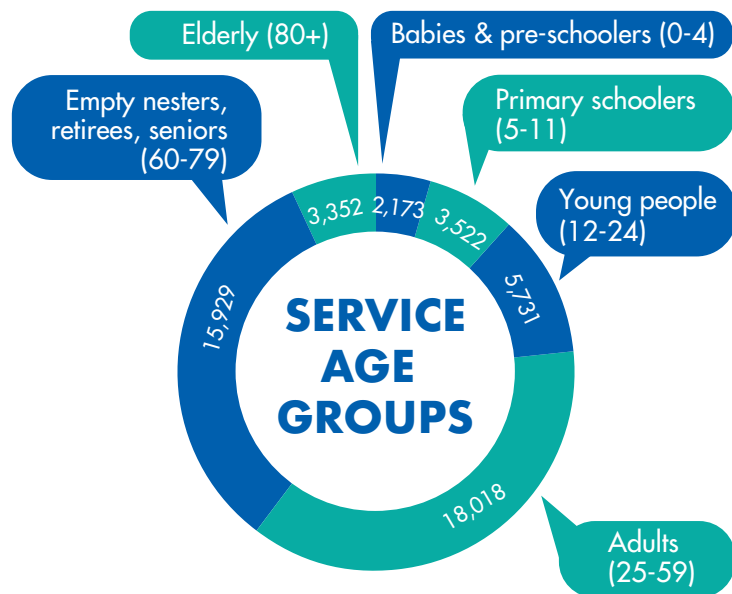 Elderly (80+)
Babies & pre-schoolers (0-4)
Empty nesters,
retirees, seniors
(60-79)
Primary schoolers
(5-11)
Young people
(12-24)
3,352
2,173
3,522
5,731
15,929
18,018
SERVICE
AGE
GROUPS
Adults
(25-59)